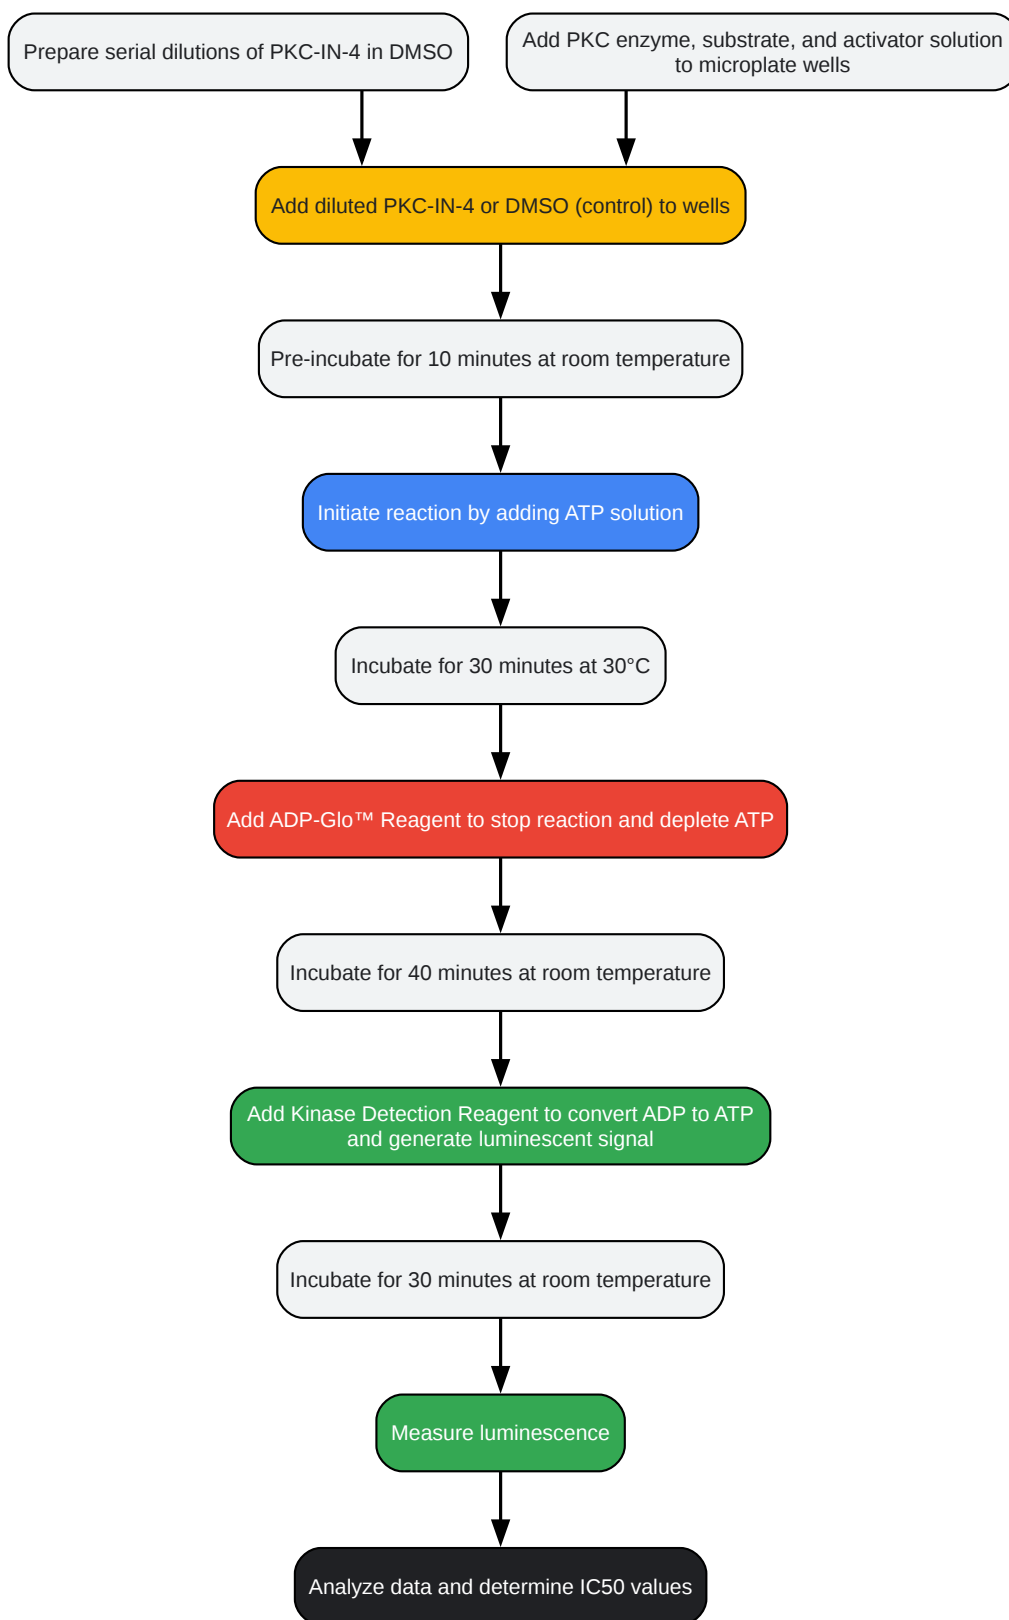 Prepare serial dilutions of PKC-IN-4 in DMSO
Add PKC enzyme, substrate, and activator solution
to microplate wells
Add diluted PKC-IN-4 or DMSO (control) to wells
Pre-incubate for 10 minutes at room temperature
Initiate reaction by adding ATP solution
Incubate for 30 minutes at 30°C
Add ADP-Glo™ Reagent to stop reaction and deplete ATP
Incubate for 40 minutes at room temperature
Add Kinase Detection Reagent to convert ADP to ATP
and generate luminescent signal
Incubate for 30 minutes at room temperature
Measure luminescence
Analyze data and determine IC50 values